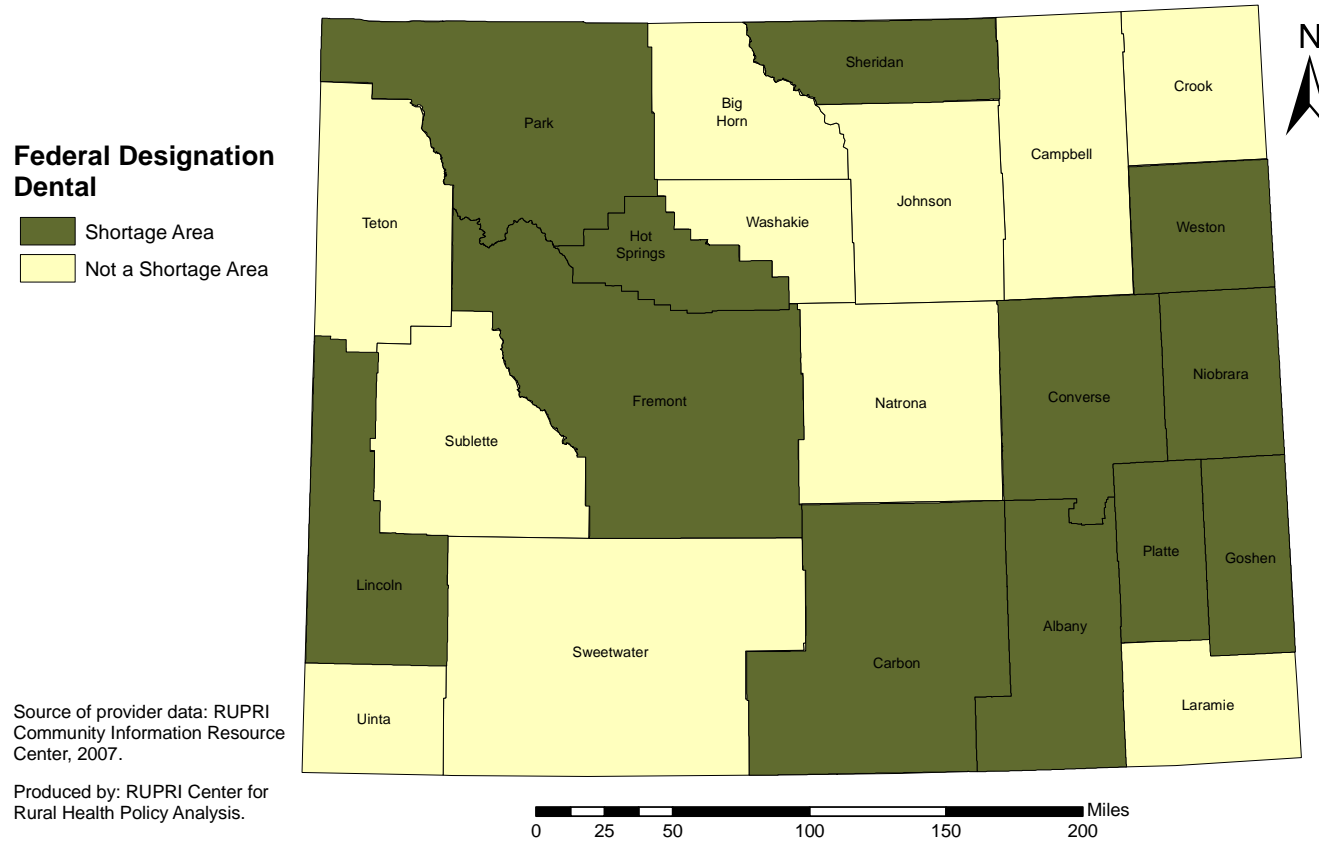 Federal Designation
Dental
Shortage Area
Not a Shortage Area
N
Sheridan
Crook
Big
Horn
Park
Campbell
Johnson
Teton
Washakie
Weston
Hot
Springs
Niobrara
Converse
Fremont
Natrona
Sublette
Platte
Goshen
Lincoln
Albany
Sweetwater
Carbon
Laramie
Uinta
Source of provider data: RUPRI
Community Information Resource
Center, 2007.
Produced by: RUPRI Center for
Rural Health Policy Analysis.
Miles
0 25 50 100 150 200